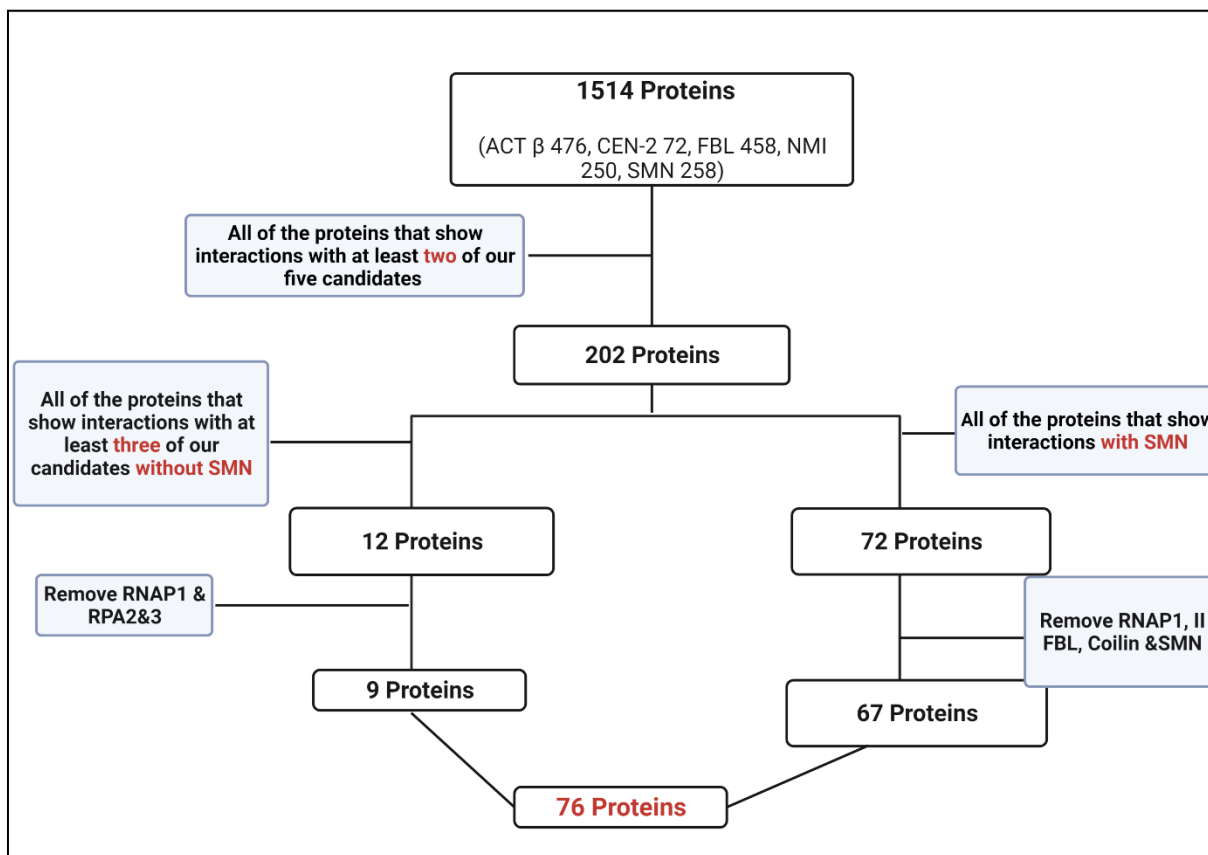 1514 Proteins
(ACT β 476, CEN-2 72, FBL 458, NMI
250, SMN 258)
All of the proteins that show
interactions with at least two of our
five candidates
202 Proteins
All of the proteins that
show interactions with at
least three of our
candidates without SMN
All of the proteins that show
interactions with SMN
12 Proteins
72 Proteins
Remove RNAP1 &
RPA2&3
Remove RNAP1, II
FBL, Coilin &SMN
9 Proteins
67 Proteins
76 Proteins